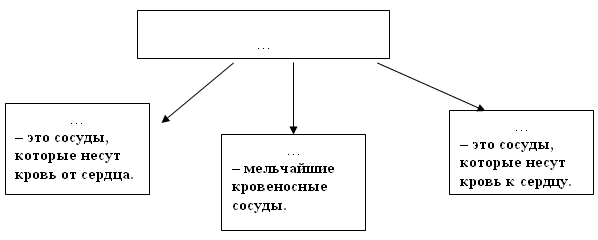 ...
...
– это сосуды,
которые несут
кровь от сердца.
...
– мельчайшие
кровеносные
сосуды.
...
– это сосуды,
которые несут
кровь к сердцу.